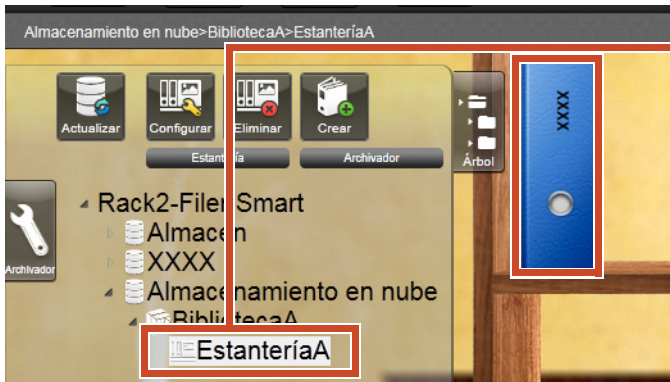 Almacenamiento en nube>BibliotecaA>EstanteríaA
Actualizar
Configurar
Eliminar
Crear
Estantería
Archivador
Árbol
XXXX
Archivador
Rack2-Filer Smart
Almacén
XXXX
Almacenamiento en nube
BibliotecaA
EstanteríaA